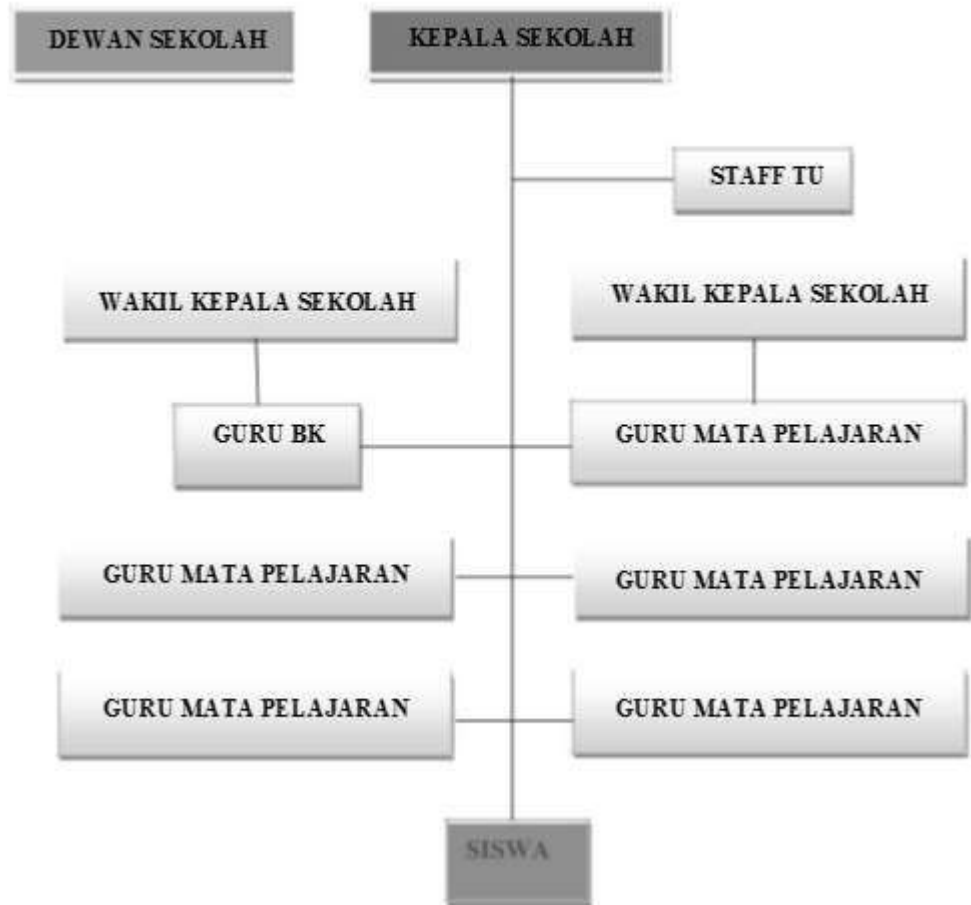 DEWAN SEKOLAH
KEPALA SEKOLAH
STAFF TU
WAKIL KEPALA SEKOLAH
WAKIL KEPALA SEKOLAH
GURU BK
GURU MATA PELAJARAN
GURU MATA PELAJARAN
GURU MATA PELAJARAN
GURU MATA PELAJARAN
GURU MATA PELAJARAN
SISWA